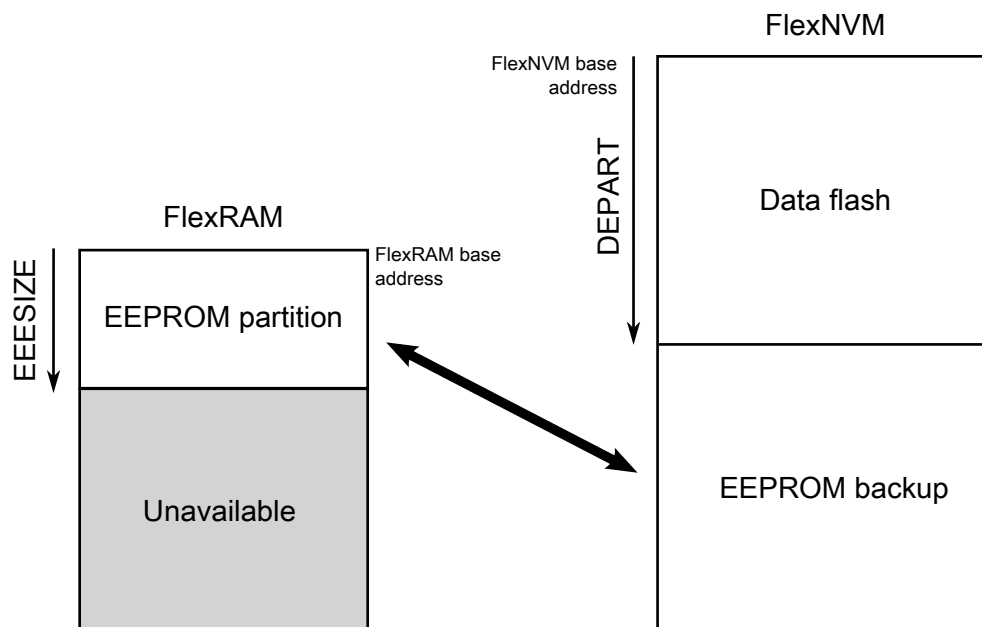 FlexNVM
FlexNVM base
address
DEPART
Data flash
FlexRAM
FlexRAM base
address
EEESIZE
EEPROM partition
Unavailable
EEPROM backup